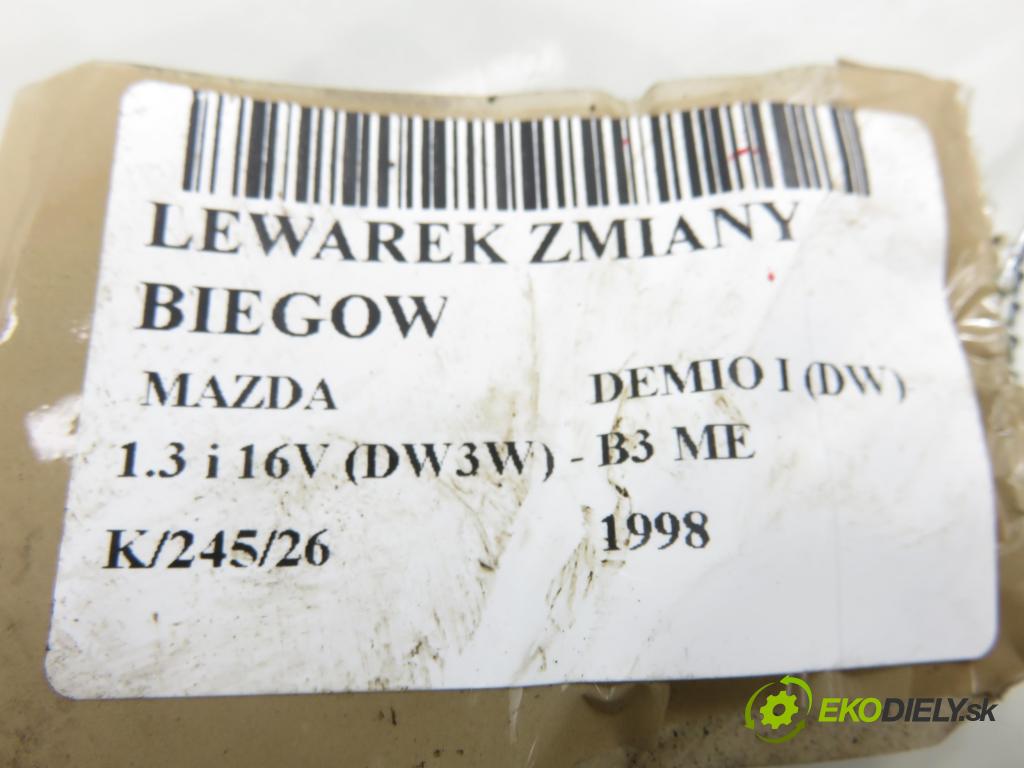 LEWAREK ZMIANY
BIEGOW
MAZDA DEMIO I (DW)
1.3 i 16V (DW3W) - B3 ME
K/245/26 1998
EKODIELY.sk